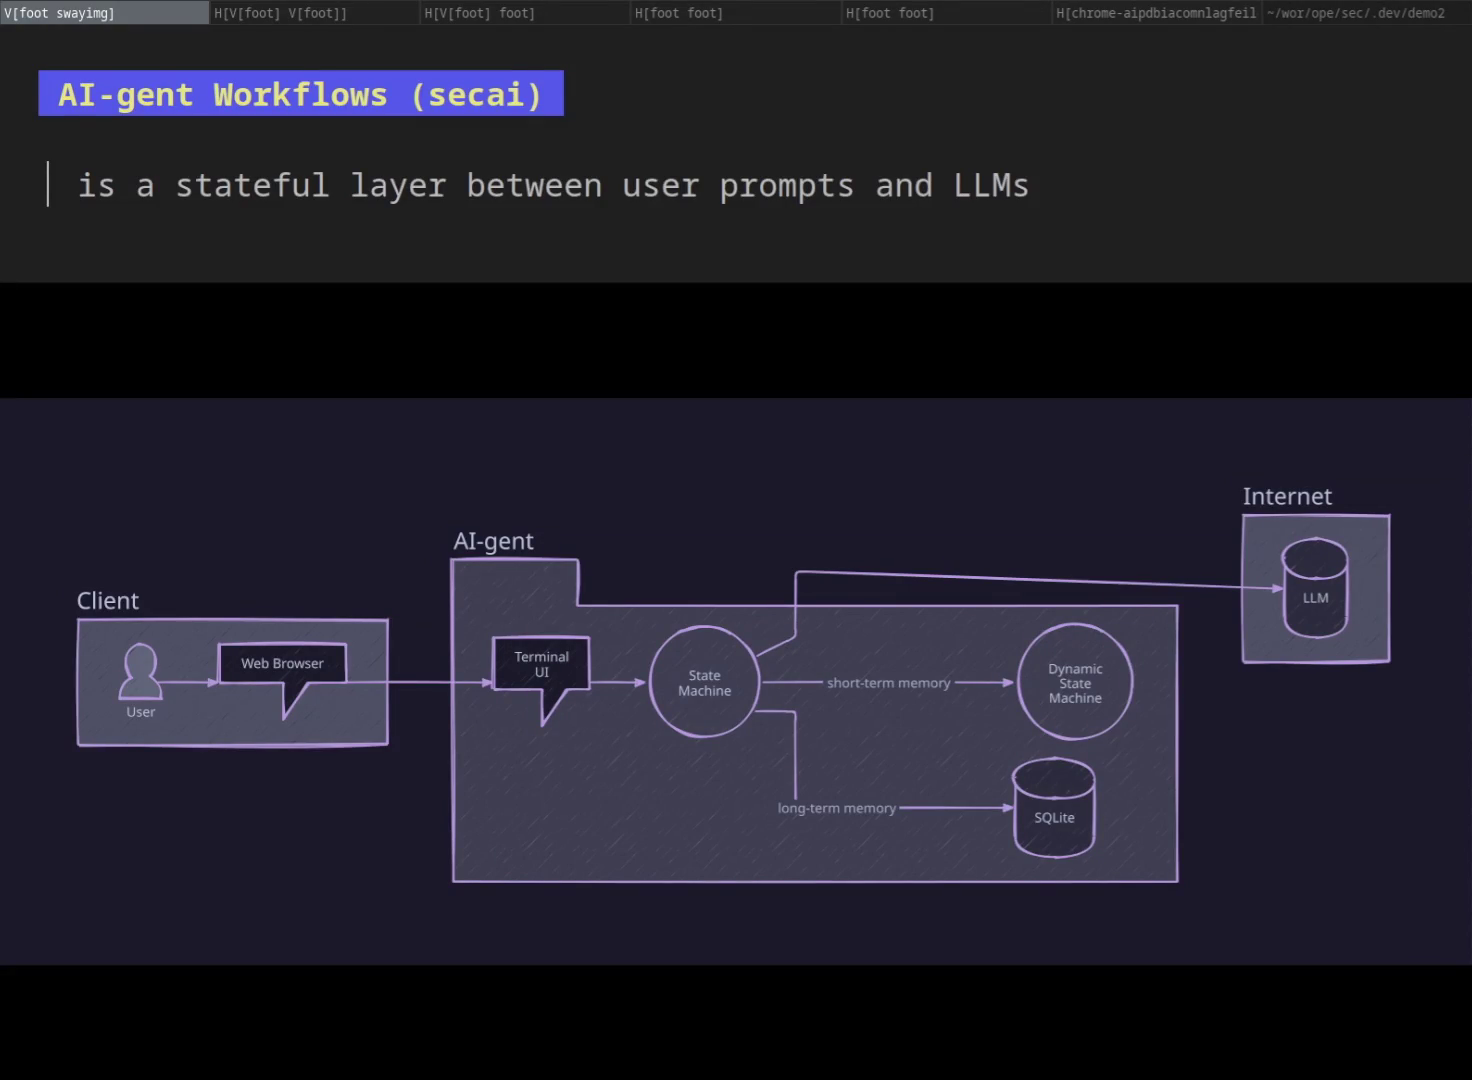 V[foot swayimg]
H[V[foot] V[foot]]
H[V[foot] foot]
H[foot foot]
H[foot foot]
H[chrome-aipdbiacomnlagfeil
~/wor/ope/sec/.dev/demo2
AI-gent Workflows (secai)
is a stateful layer between user prompts and LLMs
Client
User
Web Browser
AI-gent
Terminal
UI
State
Machine
short-term memory
Dynamic
State
Machine
long-term memory
SQLite
Internet
LLM